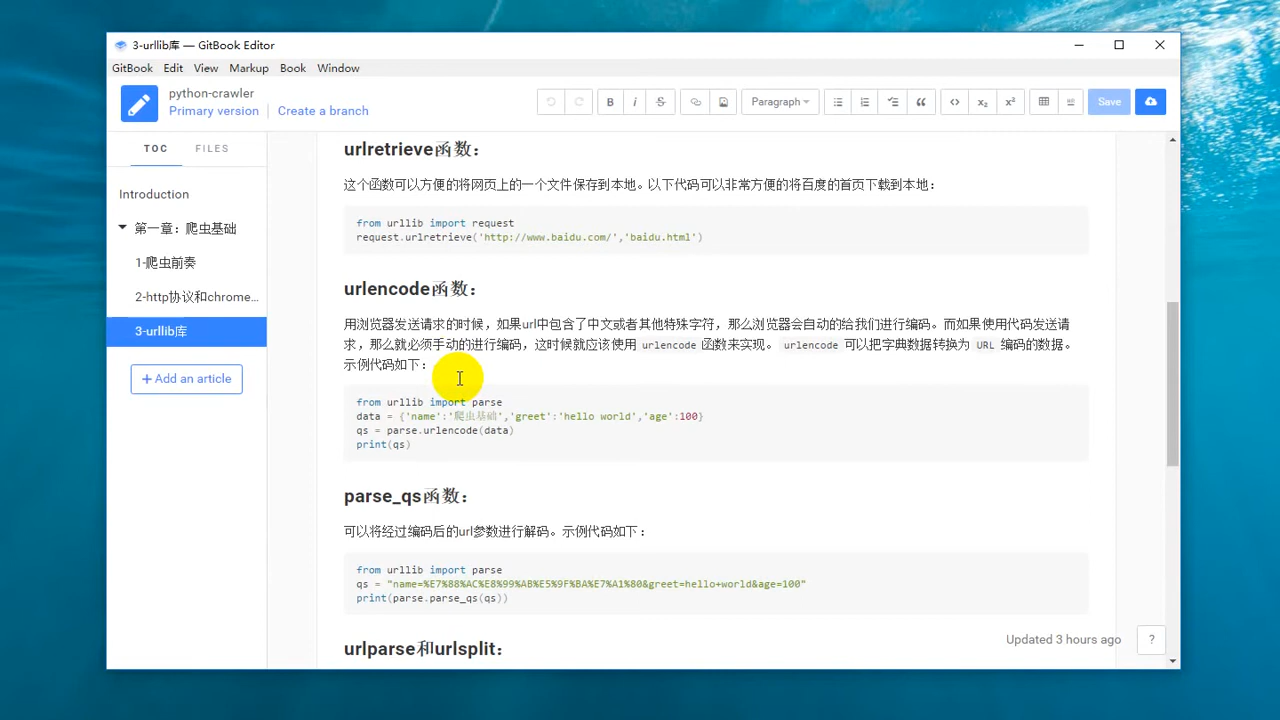 3-urllib库 — GitBook Editor
GitBook Edit View Markup Book Window
python-crawler
Primary version Create a branch
B i S Paragraph Save
TOC FILES
Introduction
第一章：爬虫基础
1-爬虫前奏
2-http协议和chrome...
3-urllib库
+ Add an article
urlretrieve函数：
这个函数可以方便的将网页上的一个文件保存到本地。以下代码可以非常方便的将百度的首页下载到本地：
from urllib import request
request.urlretrieve('http://www.baidu.com/','baidu.html')
urlencode函数：
用浏览器发送请求的时候，如果url中包含了中文或者其他特殊字符，那么浏览器会自动的给我们进行编码。而如果使用代码发送请
求，那么就必须手动的进行编码，这时候就应该使用 urlencode 函数来实现。 urlencode 可以把字典数据转换为 URL 编码的数据。
示例代码如下：
from urllib import parse
data = {'name':'爬虫基础','greet':'hello world','age':100}
qs = parse.urlencode(data)
print(qs)
parse_qs函数：
可以将经过编码后的url参数进行解码。示例代码如下：
from urllib import parse
qs = "name=%E7%88%AC%E8%99%AB%E5%9F%BA%E7%A1%80&greet=hello+world&age=100"
print(parse.parse_qs(qs))
urlparse和urlsplit：
Updated 3 hours ago ?